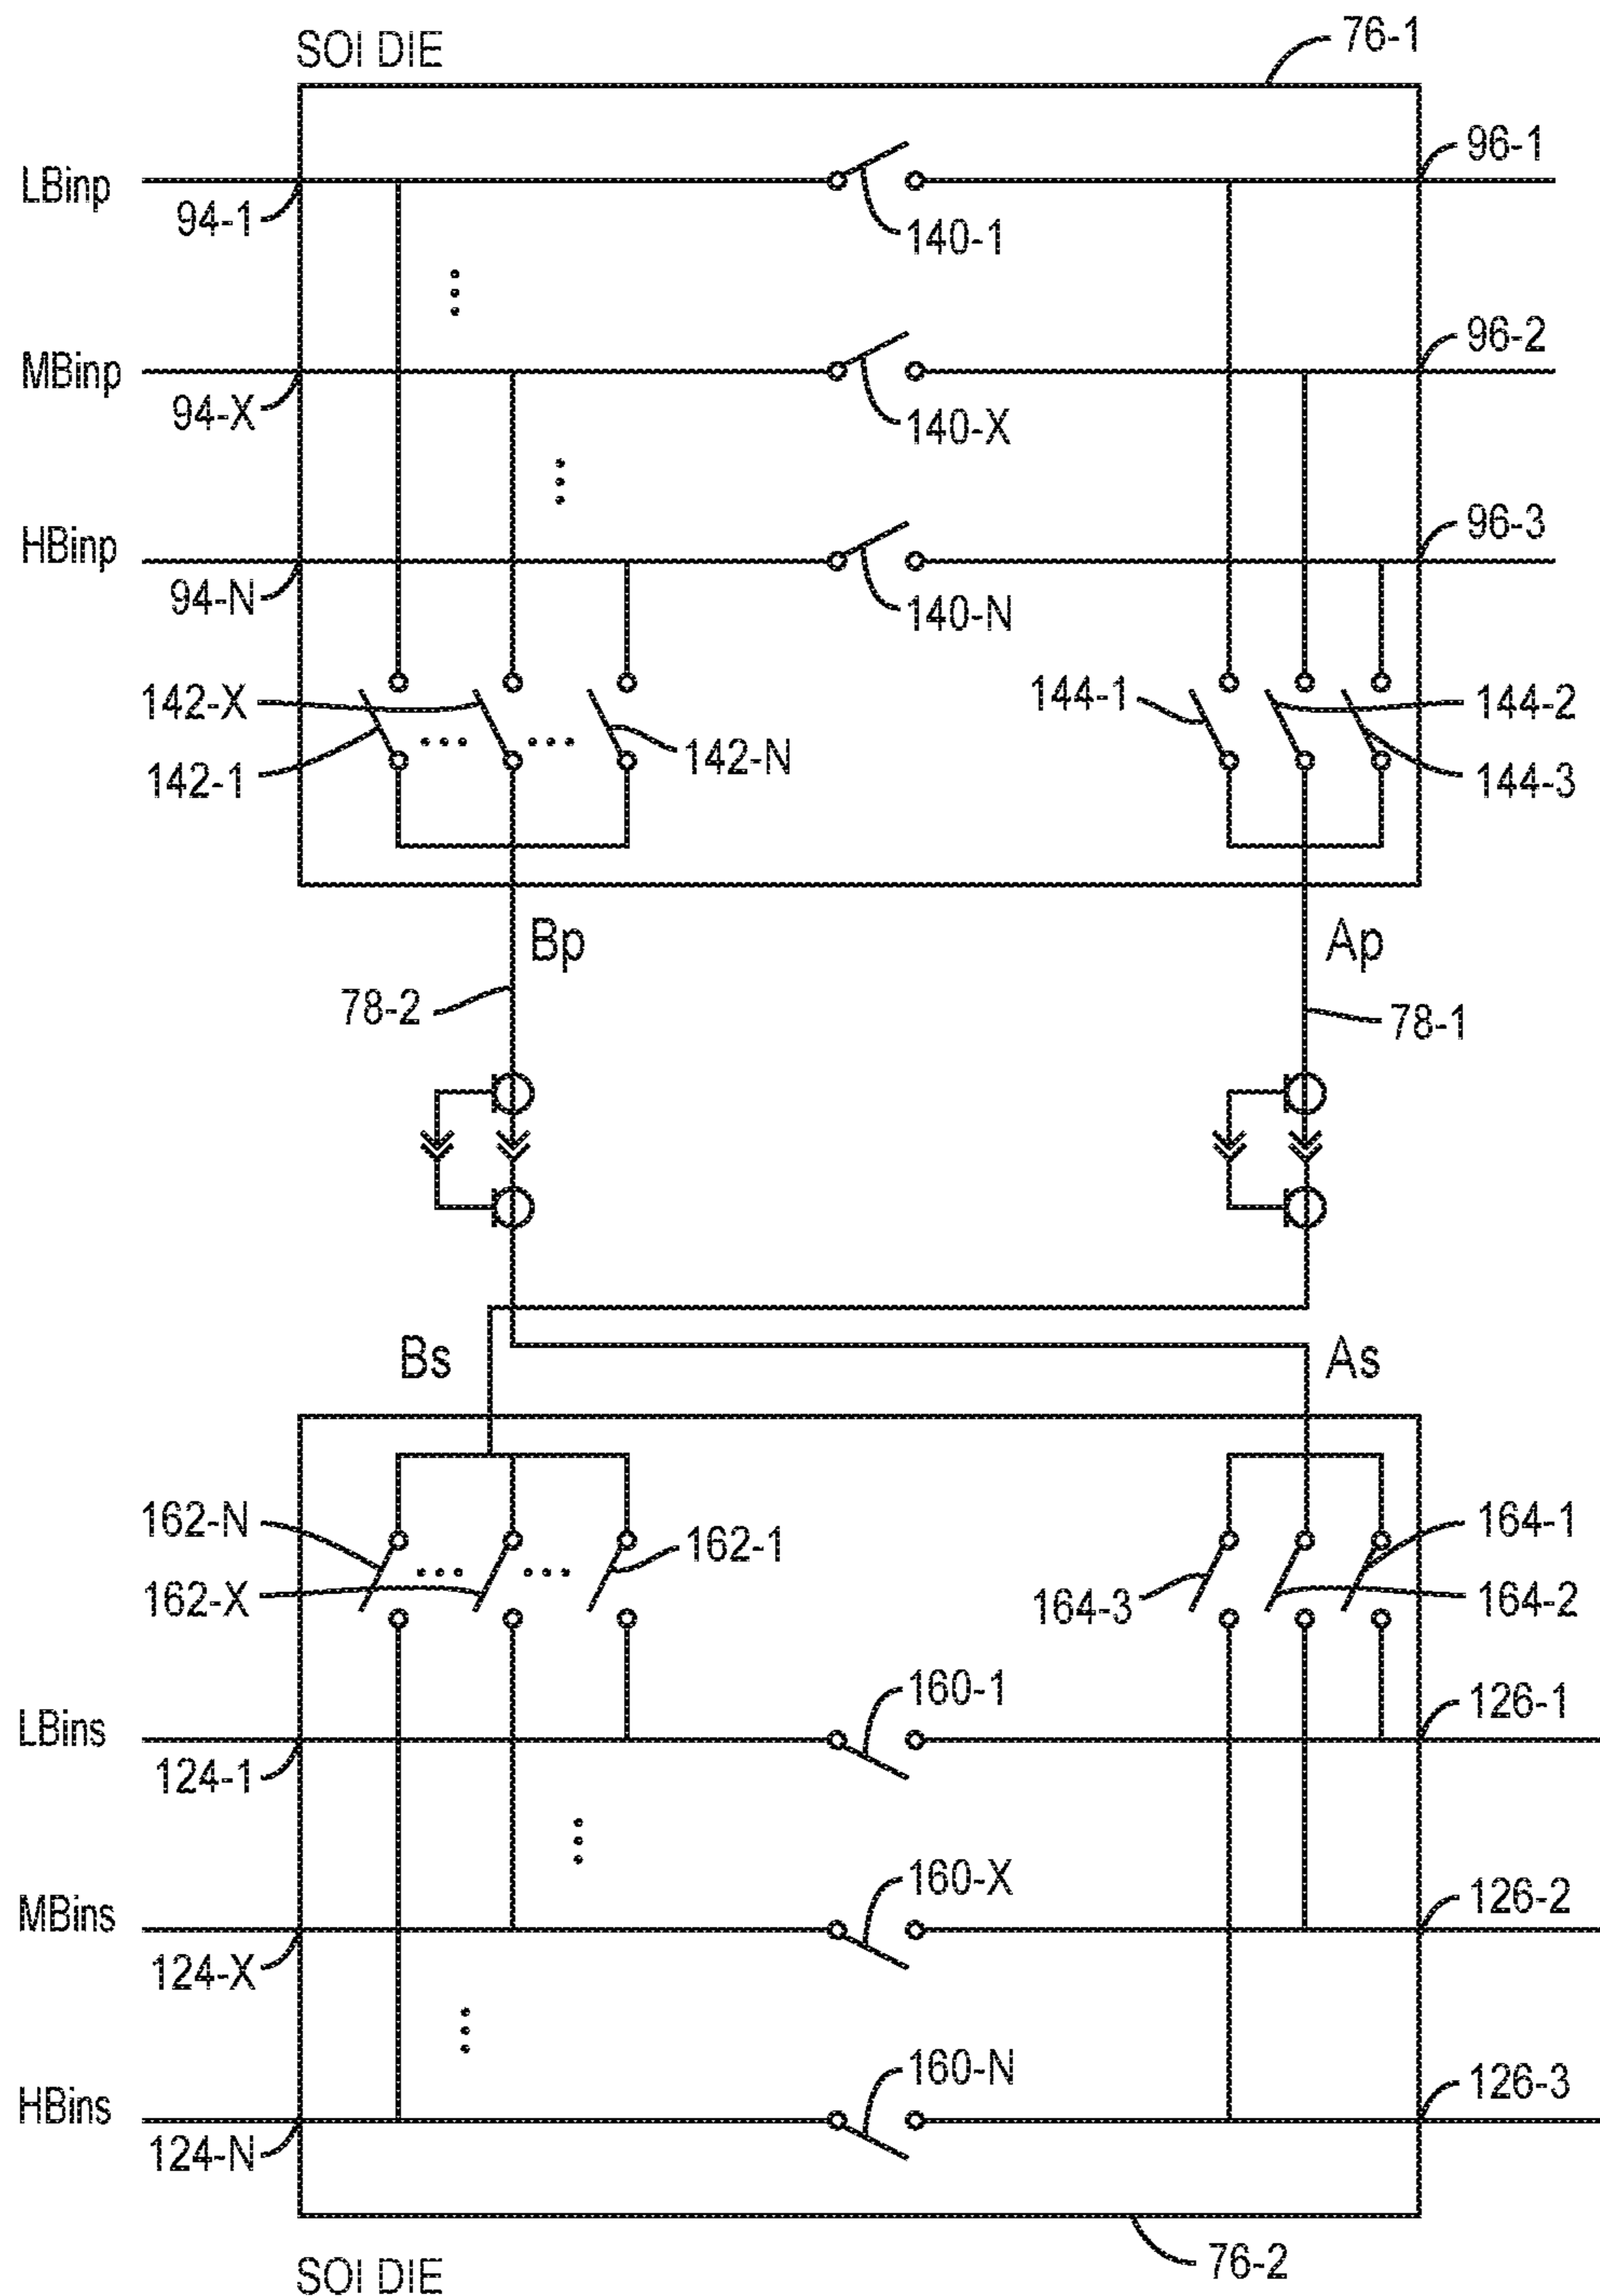 SOI DIE
76-1
LBinp
94-1
140-1
96-1
MBinp
94-X
140-X
96-2
HBinp
94-N
140-N
96-3
142-X
142-1
142-N
144-1
144-2
144-3
Bp
Ap
78-2
78-1
Bs
As
162-N
162-X
162-1
164-3
164-1
164-2
LBins
124-1
160-1
126-1
MBins
124-X
160-X
126-2
HBins
124-N
160-N
126-3
76-2
SOI DIE